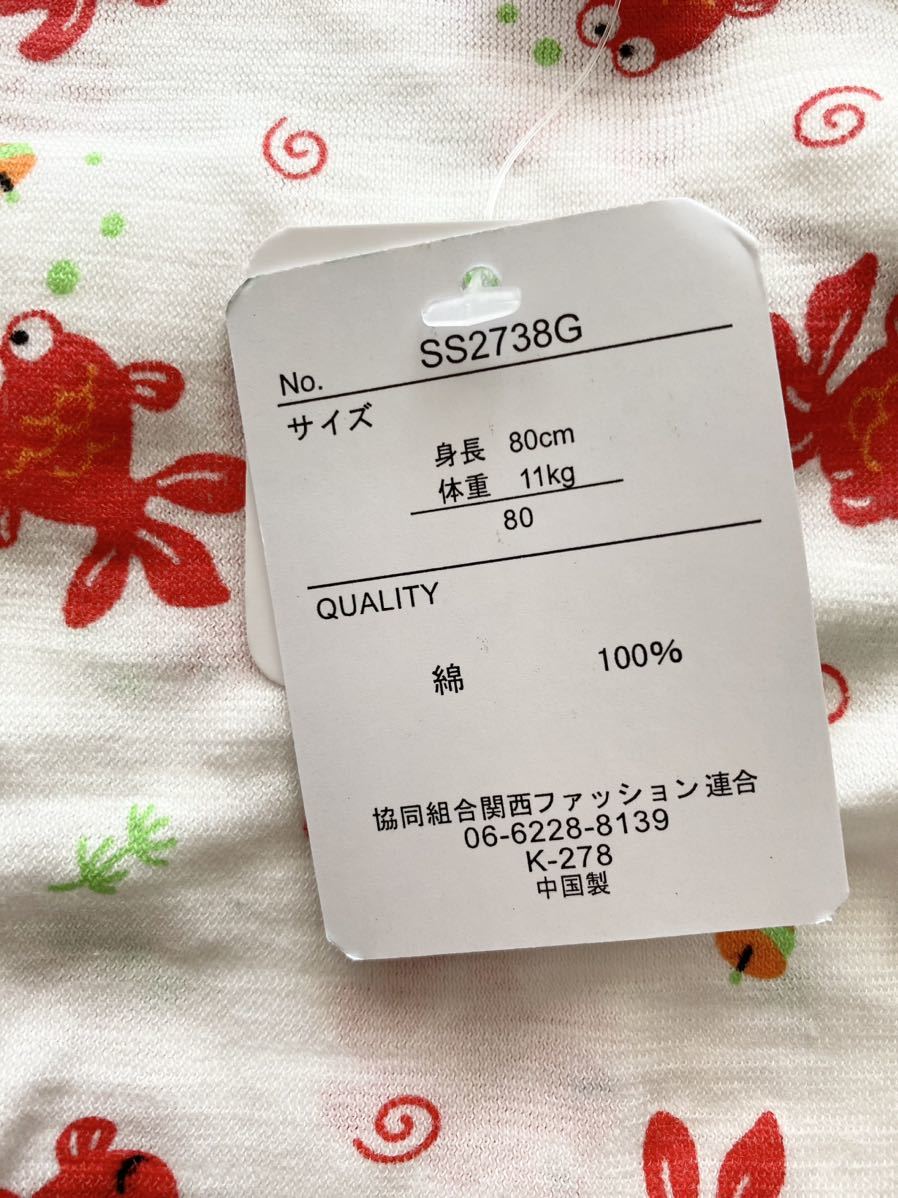 No. SS2738G
サイズ
身長 80cm
体重 11kg
80
QUALITY
綿 100%
協同組合関西ファッション連合
06-6228-8139
K-278
中国製